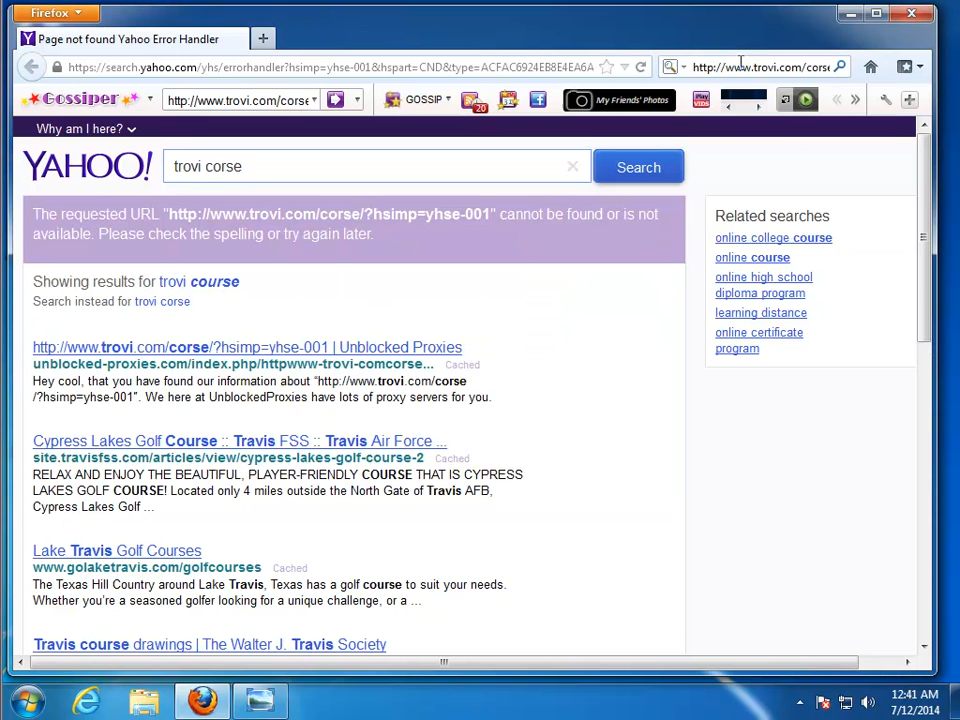 Firefox
Page not found Yahoo Error Handler
https://search.yahoo.com/yhs/errorhandler?hsimp=yhse-001&hspart=CND&type=ACFAC6924EB8E4EA6A
http://www.trovi.com/corse
Gossiper
http://www.trovi.com/corse
GOSSIP
20
My Friends' Photos
PLAY VIDS
Why am I here?
YAHOO!
trovi corse
Search
The requested URL "http://www.trovi.com/corse/?hsimp=yhse-001" cannot be found or is not
available. Please check the spelling or try again later.
Showing results for trovi course
Search instead for trovi corse
http://www.trovi.com/corse/?hsimp=yhse-001 | Unblocked Proxies
unblocked-proxies.com/index.php/httpwww-trovi-comcorse... Cached
Hey cool, that you have found our information about “http://www.trovi.com/corse
/?hsimp=yhse-001″. We here at UnblockedProxies have lots of proxy servers for you.
Cypress Lakes Golf Course :: Travis FSS :: Travis Air Force ...
site.travisfss.com/articles/view/cypress-lakes-golf-course-2 Cached
RELAX AND ENJOY THE BEAUTIFUL, PLAYER-FRIENDLY COURSE THAT IS CYPRESS
LAKES GOLF COURSE! Located only 4 miles outside the North Gate of Travis AFB,
Cypress Lakes Golf ...
Lake Travis Golf Courses
www.golaketravis.com/golfcourses Cached
The Texas Hill Country around Lake Travis, Texas has a golf course to suit your needs.
Whether you're a seasoned golfer looking for a unique challenge, or a ...
Travis course drawings | The Walter J. Travis Society
Related searches
online college course
online course
online high school
diploma program
learning distance
online certificate
program
12:41 AM
7/12/2014